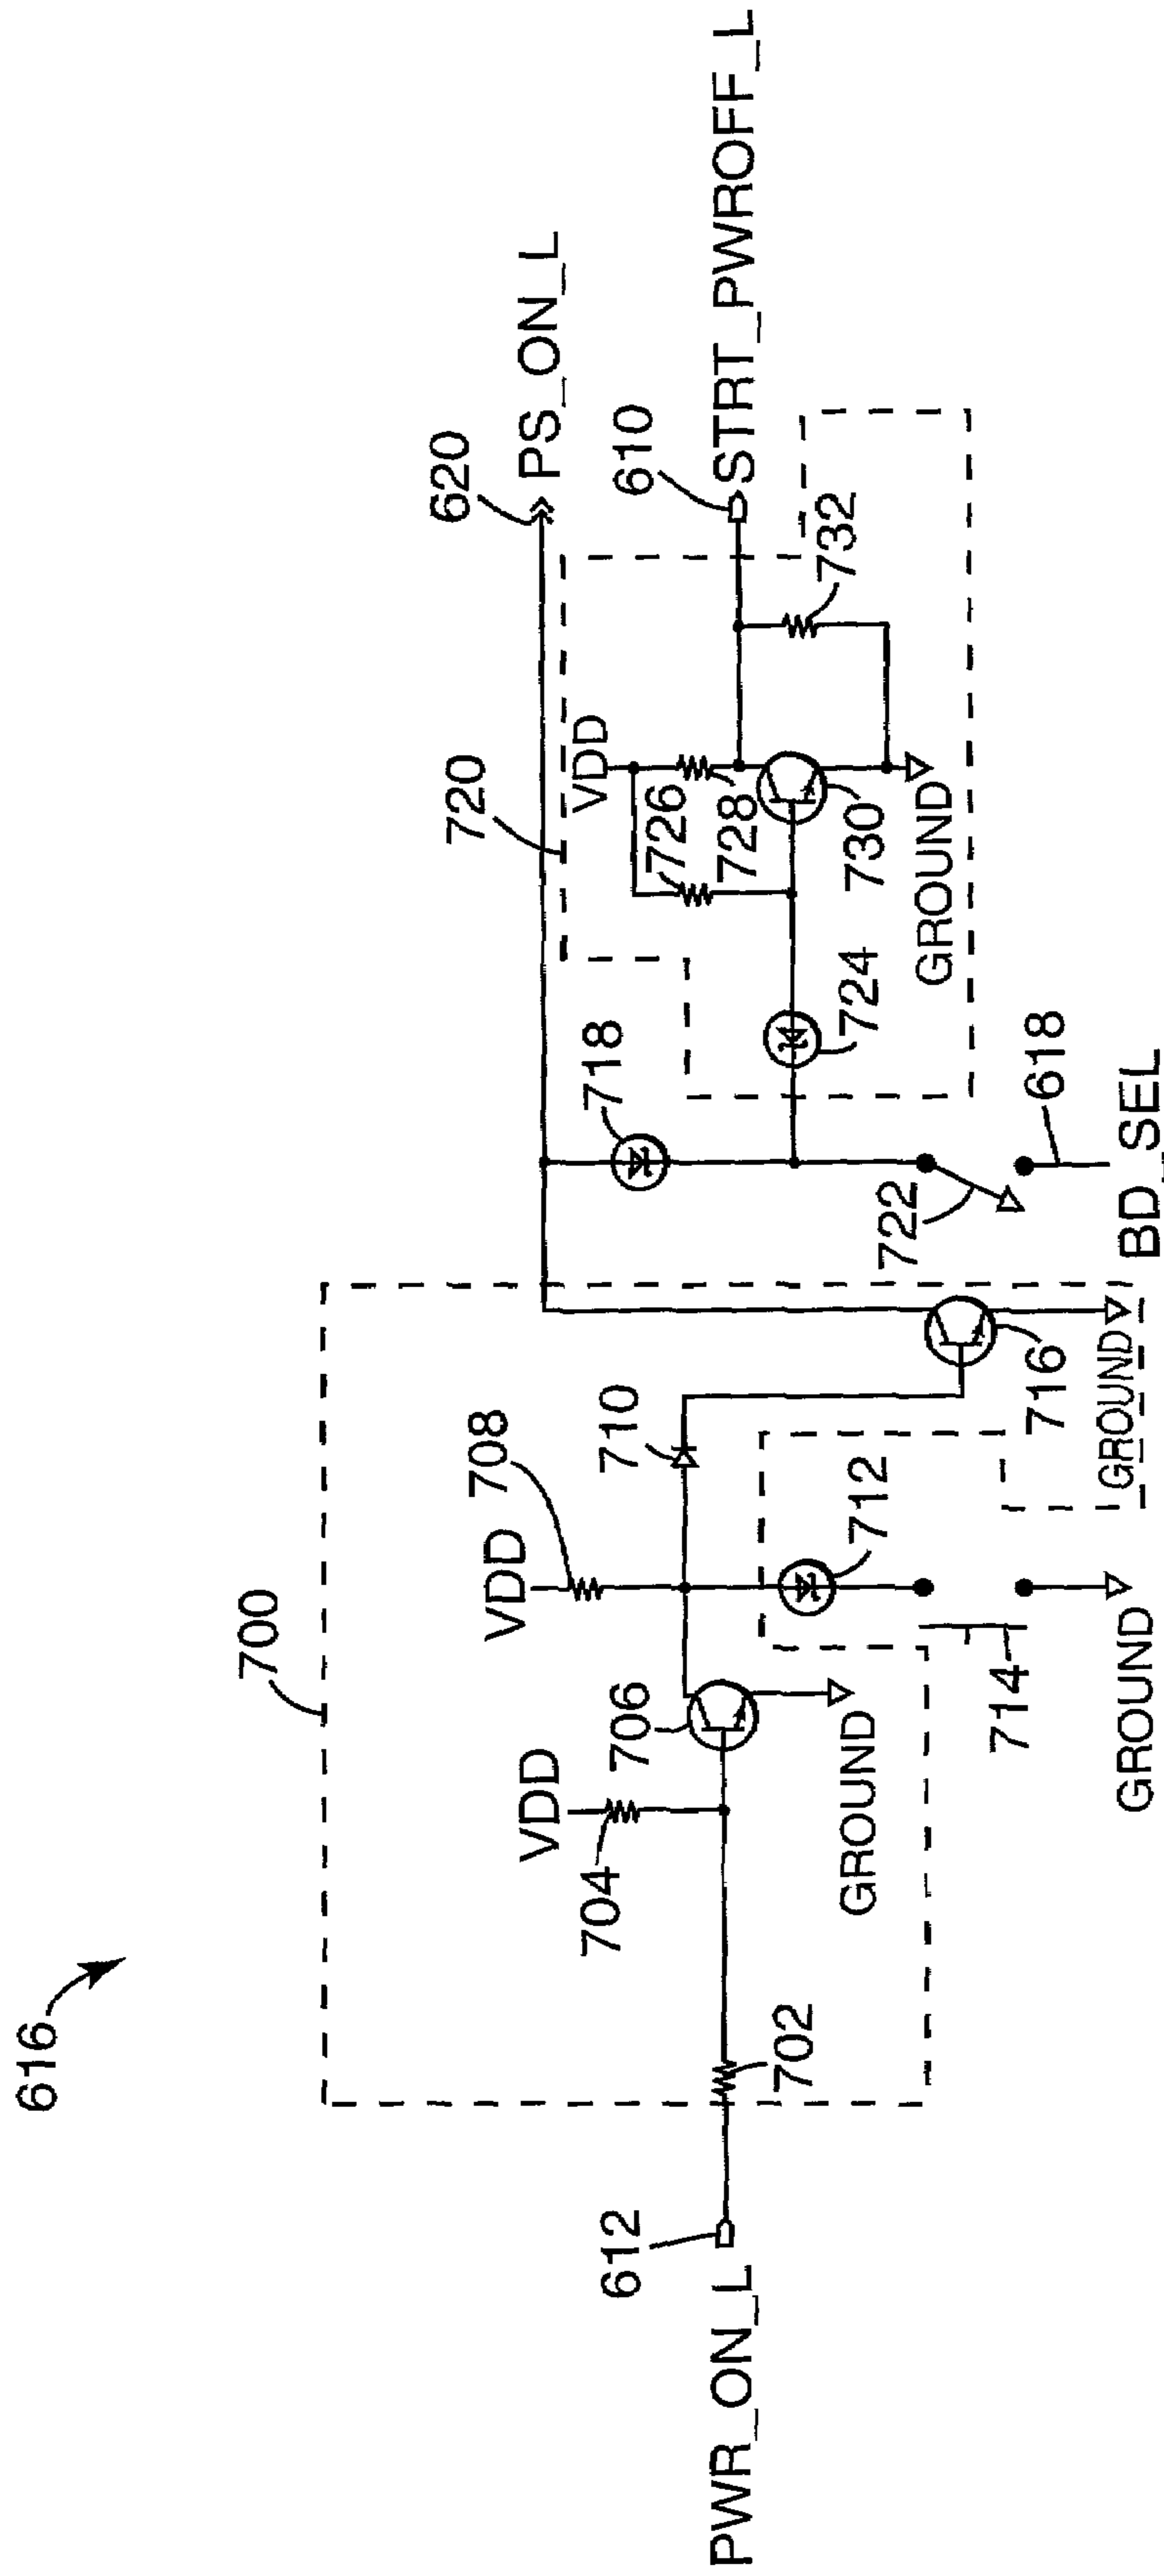 616
700
PWR_ON_L
612
702
704
VDD
706
GROUND
VDD
708
710
712
714
GROUND
716
GROUND
718
720
722
618
BD_SEL
724
726
VDD
728
730
GROUND
732
620
PS_ON_L
610
STRT_PWROFF_L